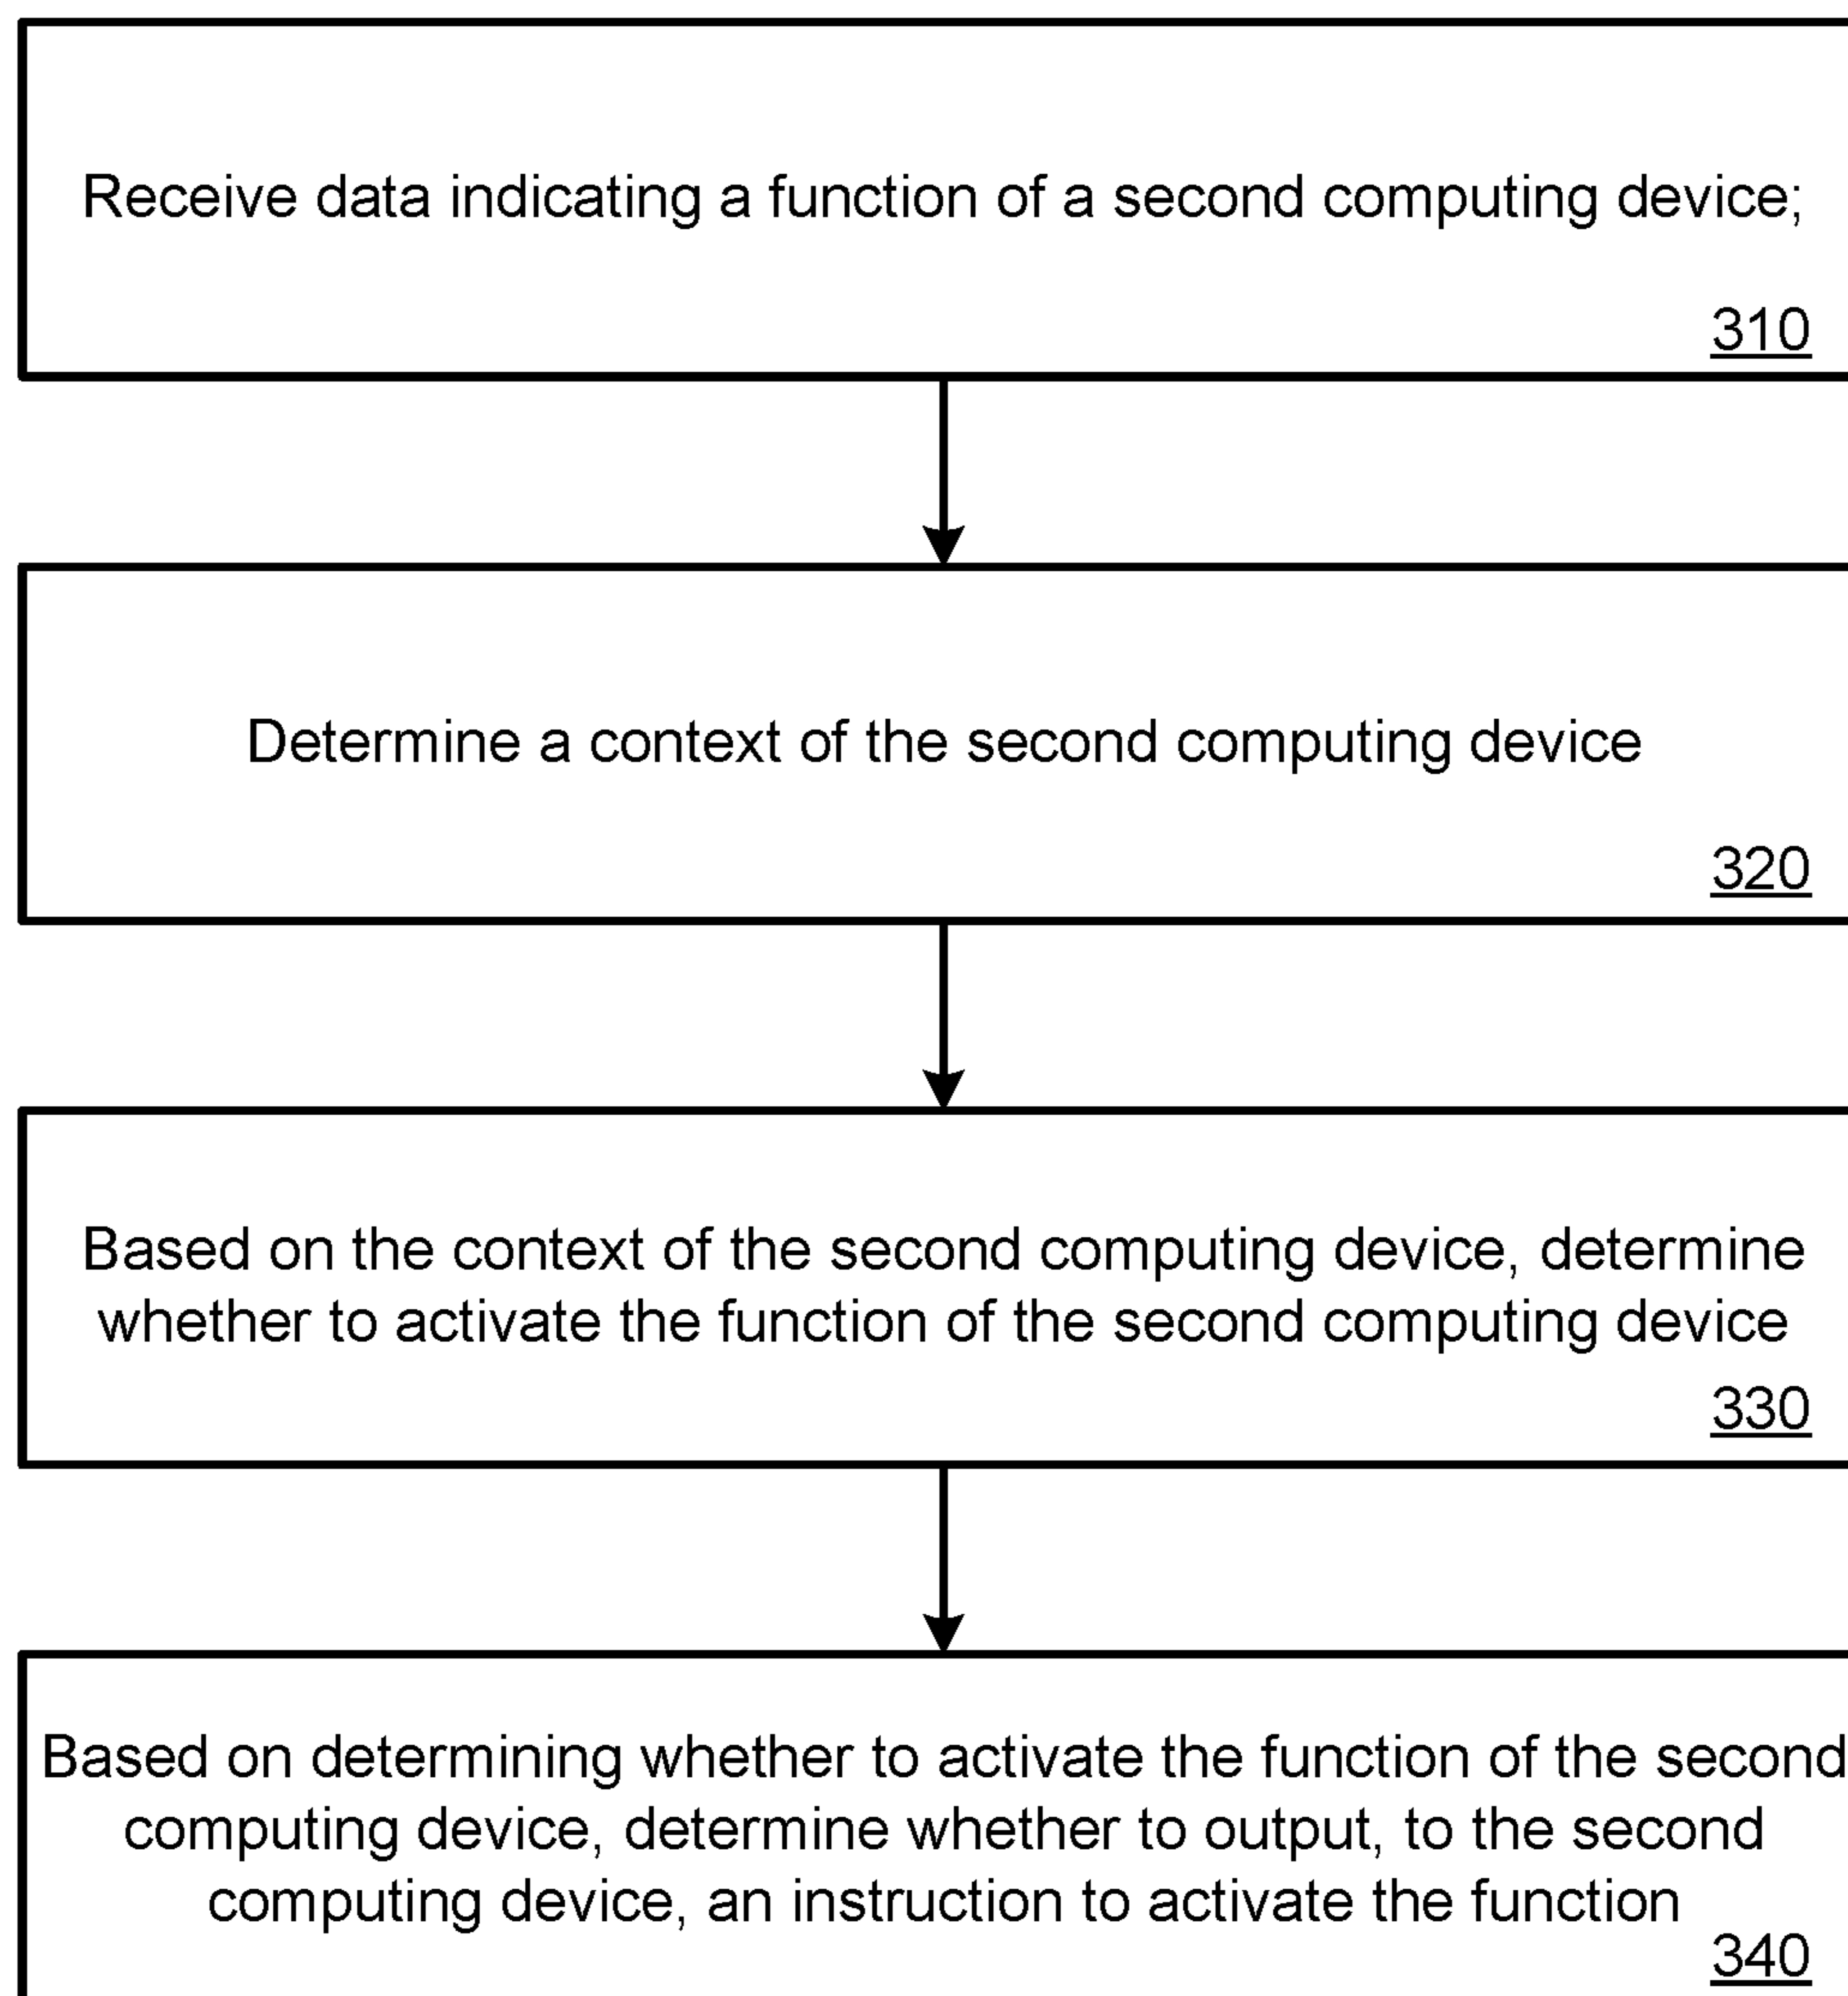 Receive data indicating a function of a second computing device;
310
Determine a context of the second computing device
320
Based on the context of the second computing device, determine
whether to activate the function of the second computing device
330
Based on determining whether to activate the function of the second
computing device, determine whether to output, to the second
computing device, an instruction to activate the function
340